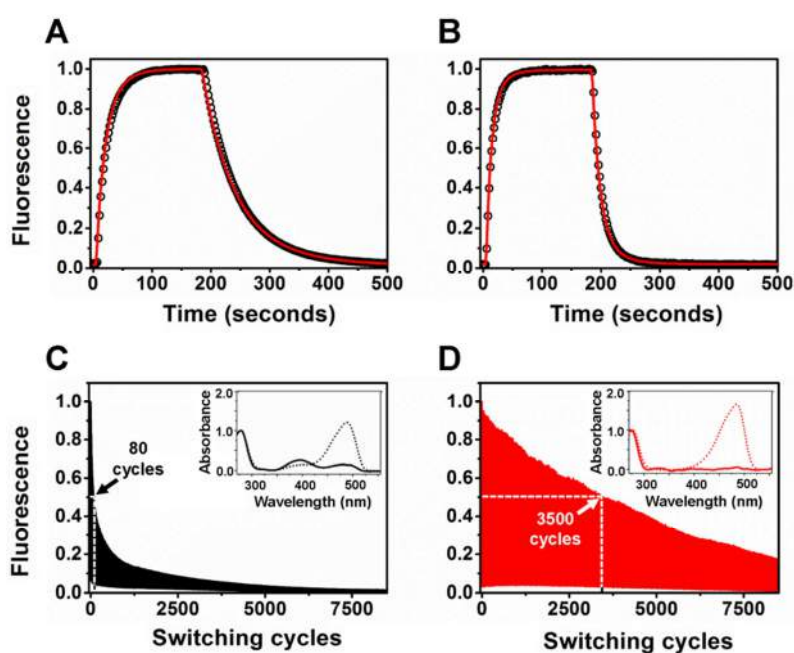 A
Fluorescence
1.0
0.8
0.6
0.4
0.2
0.0
0 100 200 300 400 500
Time (seconds)
B
1.0
0.8
0.6
0.4
0.2
0.0
0 100 200 300 400 500
Time (seconds)
C
Fluorescence
1.0
0.8
0.6
0.4
0.2
0.0
0 2500 5000 7500
Switching cycles
80
cycles
Absorbance
2.0
1.0
0.0
300 400 500
Wavelength (nm)
D
1.0
0.8
0.6
0.4
0.2
0.0
0 2500 5000 7500
Switching cycles
3500
cycles
Absorbance
2.0
1.0
0.0
300 400 500
Wavelength (nm)